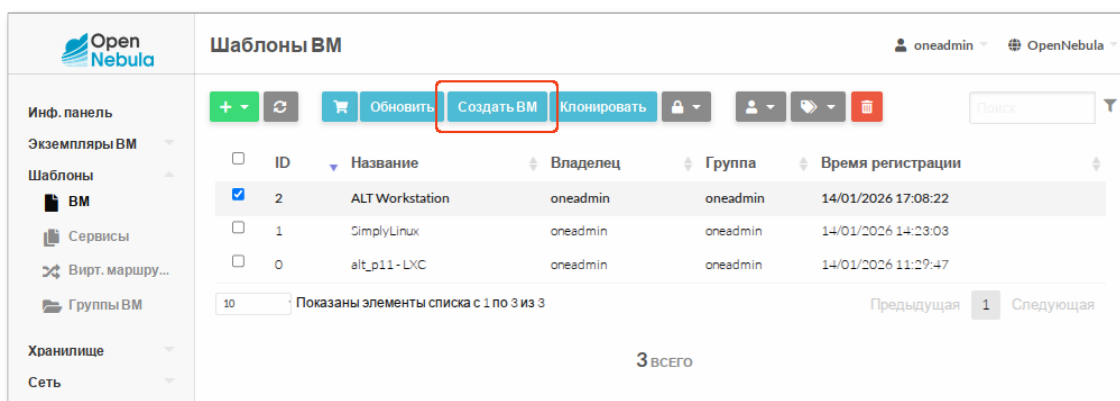 Open
Nebula
Шаблоны ВМ
oneadmin
OpenNebula
Инф. панель
Экземпляры ВМ
Шаблоны
ВМ
Сервисы
Вирт. маршру...
Группы ВМ
Хранилище
Сеть
Обновить Создать ВМ Клонировать
Поиск
ID Название Владелец Группа Время регистрации
2 ALT Workstation oneadmin oneadmin 14/01/2026 17:08:22
1 SimplyLinux oneadmin oneadmin 14/01/2026 14:23:03
0 alt_p11 - LXC oneadmin oneadmin 14/01/2026 11:29:47
10 Показаны элементы списка с 1 по 3 из 3
Предыдущая 1 Следующая
3 ВСЕГО